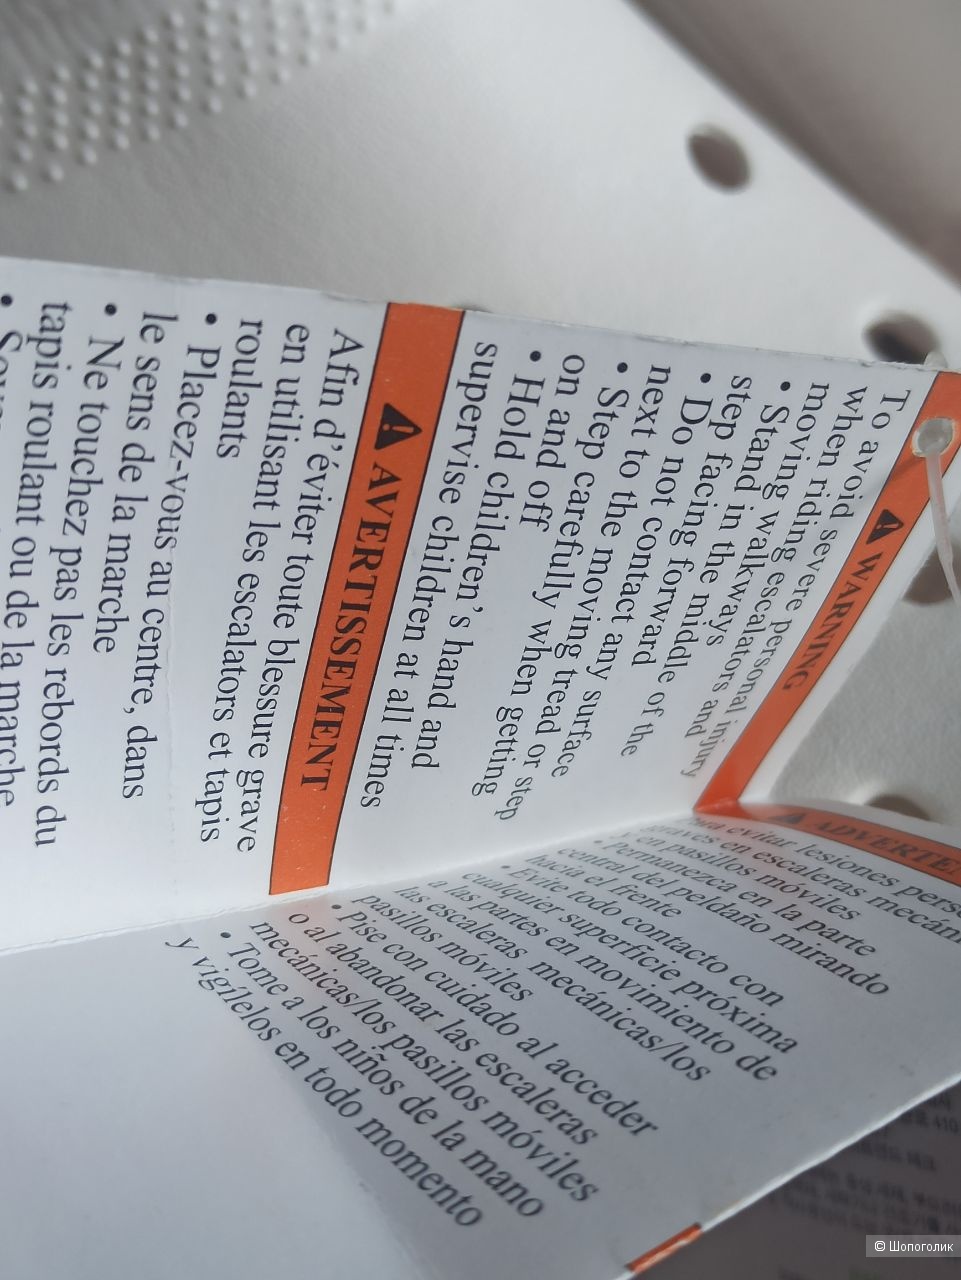 WARNING
To avoid severe personal injury
when riding escalators and
moving walkways
• Stand in the middle of the
step facing forward
• Do not contact any surface
next to the moving tread or step
• Step carefully when getting
on and off
• Hold children's hand and
supervise children at all times
AVERTISSEMENT
Afin d'éviter toute blessure grave
en utilisant les escalators et tapis
roulants
• Placez-vous au centre, dans
le sens de la marche
• Ne touchez pas les rebords du
tapis roulant ou de la marche
evitar lesiones
graves en escaleras
y en pasillos móviles
• Permanezca en la parte
central del peldaño mirando
hacia el frente
• Evite todo contacto con
cualquier superficie próxima
a las partes en movimiento de
las escaleras mecánicas/los
pasillos móviles
• Pise con cuidado al acceder
o al abandonar las escaleras
mecánicas/los pasillos móviles
• Tome a los niños de la mano
y vigílelos en todo momento
© Шопоголик